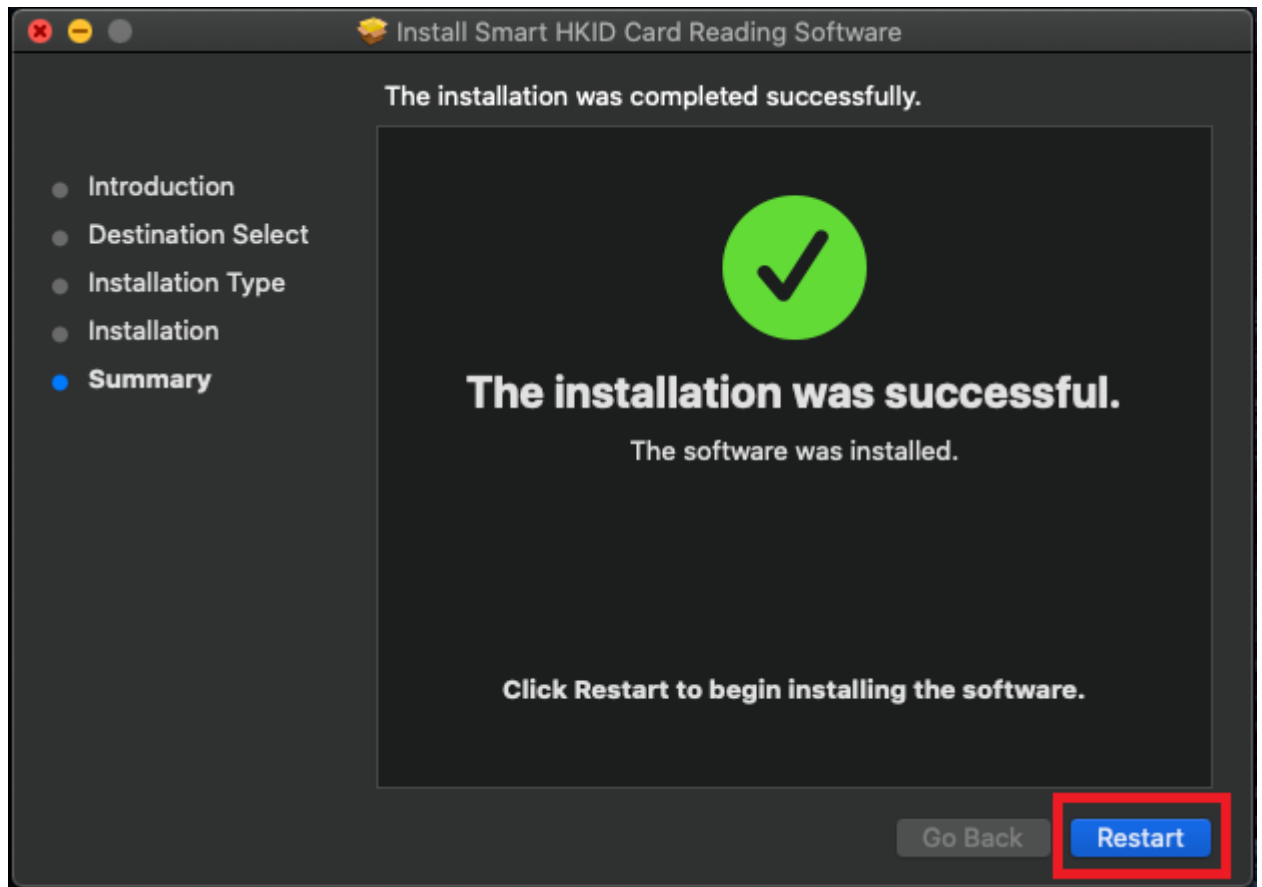 Install Smart HKID Card Reading Software
The installation was completed successfully.
Introduction
Destination Select
Installation Type
Installation
Summary
The installation was successful.
The software was installed.
Click Restart to begin installing the software.
Go Back
Restart